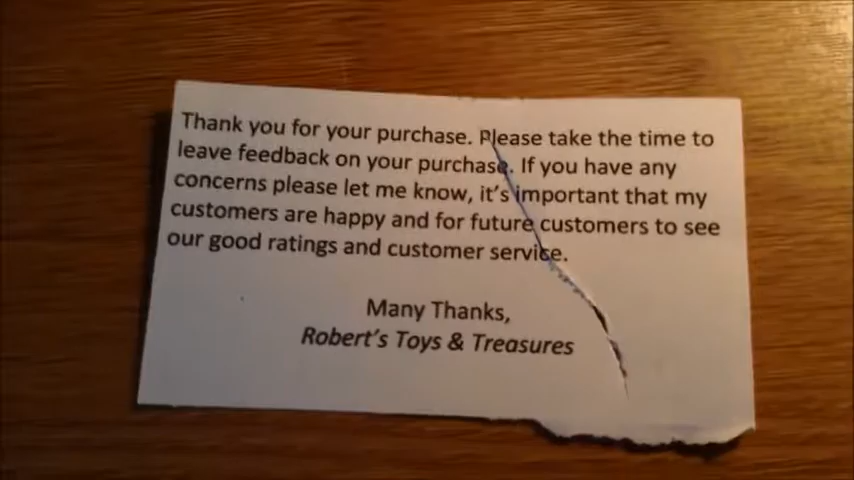 Thank you for your purchase. Please take the time to
leave feedback on your purchase. If you have any
concerns please let me know, it's important that my
customers are happy and for future customers to see
our good ratings and customer service.
Many Thanks,
Robert's Toys & Treasures